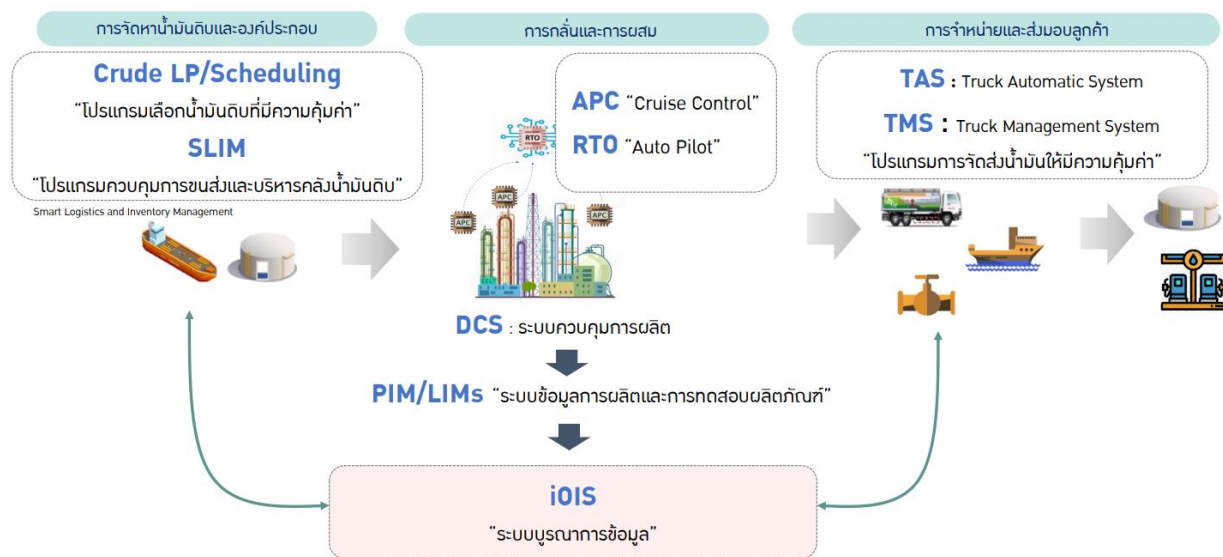 การจัดหาน้ำมันดิบและองค์ประกอบ
Crude LP/Scheduling
“โปรแกรมเลือกน้ำมันดิบที่มีความคุ้มค่า”
SLIM
“โปรแกรมควบคุมการขนส่งและบริหารคลังน้ำมันดิบ”
Smart Logistics and Inventory Management
การกลั่นและการผสม
APC “Cruise Control”
RTO “Auto Pilot”
RTO
APC
APC
APC
DCS : ระบบควบคุมการผลิต
PIM/LIMs “ระบบข้อมูลการผลิตและการทดสอบผลิตภัณฑ์”
iOIS
“ระบบบูรณาการข้อมูล”
การจำหน่ายและส่งมอบลูกค้า
TAS : Truck Automatic System
TMS : Truck Management System
“โปรแกรมการจัดส่งน้ำมันให้มีความคุ้มค่า”